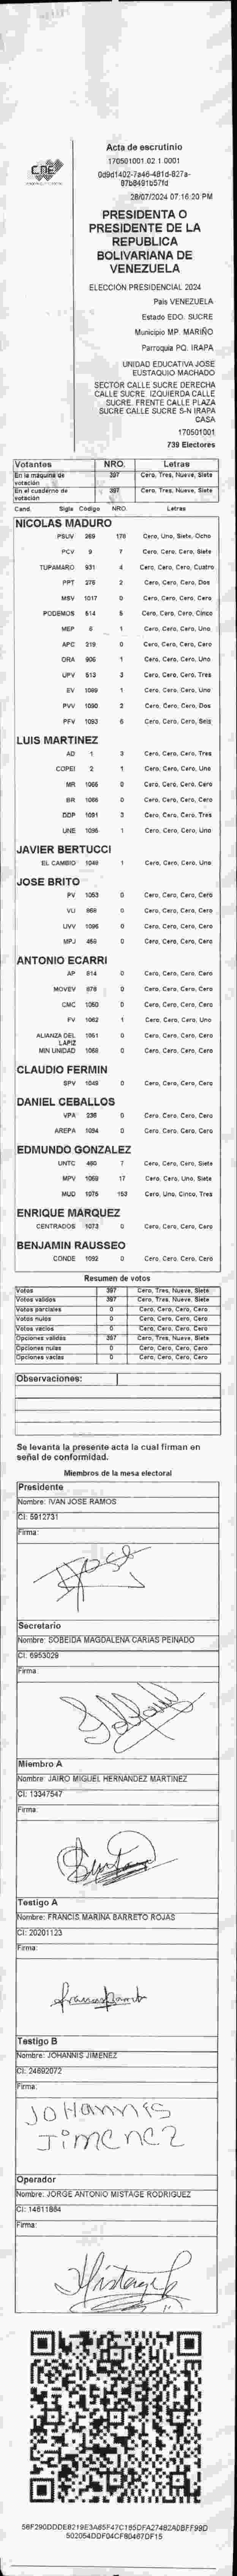 CNE
Acta de escrutinio
170501001.02.1.0001
0d9d1402-7a46-481d-827a-
87b8491b57fd
28/07/2024 07:16:20 PM
PRESIDENTA O
PRESIDENTE DE LA
REPUBLICA
BOLIVARIANA DE
VENEZUELA
ELECCIÓN PRESIDENCIAL 2024
País VENEZUELA
Estado EDO. SUCRE
Municipio MP. MARIÑO
Parroquia PQ. IRAPA
UNIDAD EDUCATIVA JOSE
EUSTAQUIO MACHADO
SECTOR CALLE SUCRE DERECHA
CALLE SUCRE. IZQUIERDA CALLE
SUCRE. FRENTE CALLE PLAZA
SUCRE CALLE SUCRE S-N IRAPA
CASA
170501001
739 Electores
Votantes NRO. Letras
En la máquina de votación 397 Cero, Tres, Nueve, Siete
En el cuaderno de votación 397 Cero, Tres, Nueve, Siete
Cand. Sigla Código NRO. Letras
NICOLAS MADURO
PSUV 269 178 Cero, Uno, Siete, Ocho
PCV 9 7 Cero, Cero, Cero, Siete
TUPAMARO 931 4 Cero, Cero, Cero, Cuatro
PPT 276 2 Cero, Cero, Cero, Dos
MSV 1017 0 Cero, Cero, Cero, Cero
PODEMOS 514 5 Cero, Cero, Cero, Cinco
MEP 6 1 Cero, Cero, Cero, Uno
APC 219 0 Cero, Cero, Cero, Cero
ORA 906 1 Cero, Cero, Cero, Uno
UPV 513 3 Cero, Cero, Cero, Tres
EV 1089 1 Cero, Cero, Cero, Uno
PVV 1090 2 Cero, Cero, Cero, Dos
PFV 1093 6 Cero, Cero, Cero, Seis
LUIS MARTINEZ
AD 1 3 Cero, Cero, Cero, Tres
COPEI 2 1 Cero, Cero, Cero, Uno
MR 1065 0 Cero, Cero, Cero, Cero
BR 1066 0 Cero, Cero, Cero, Cero
DDP 1091 3 Cero, Cero, Cero, Tres
UNE 1095 1 Cero, Cero, Cero, Uno
JAVIER BERTUCCI
EL CAMBIO 1048 1 Cero, Cero, Cero, Uno
JOSE BRITO
PV 1053 0 Cero, Cero, Cero, Cero
VU 868 0 Cero, Cero, Cero, Cero
UVV 1096 0 Cero, Cero, Cero, Cero
MPJ 459 0 Cero, Cero, Cero, Cero
ANTONIO ECARRI
AP 814 0 Cero, Cero, Cero, Cero
MOVEV 878 0 Cero, Cero, Cero, Cero
CMC 1050 0 Cero, Cero, Cero, Cero
FV 1062 1 Cero, Cero, Cero, Uno
ALIANZA DEL LAPIZ 1051 0 Cero, Cero, Cero, Cero
MIN UNIDAD 1068 0 Cero, Cero, Cero, Cero
CLAUDIO FERMIN
SPV 1049 0 Cero, Cero, Cero, Cero
DANIEL CEBALLOS
VPA 236 0 Cero, Cero, Cero, Cero
AREPA 1094 0 Cero, Cero, Cero, Cero
EDMUNDO GONZALEZ
UNTC 460 7 Cero, Cero, Cero, Siete
MPV 1069 17 Cero, Cero, Uno, Siete
MUD 1075 153 Cero, Uno, Cinco, Tres
ENRIQUE MARQUEZ
CENTRADOS 1073 0 Cero, Cero, Cero, Cero
BENJAMIN RAUSSEO
CONDE 1092 0 Cero, Cero, Cero, Cero
Resumen de votos
Votos 397 Cero, Tres, Nueve, Siete
Votos válidos 397 Cero, Tres, Nueve, Siete
Votos parciales 0 Cero, Cero, Cero, Cero
Votos nulos 0 Cero, Cero, Cero, Cero
Votos vacíos 0 Cero, Cero, Cero, Cero
Opciones válidas 397 Cero, Tres, Nueve, Siete
Opciones nulas 0 Cero, Cero, Cero, Cero
Opciones vacías 0 Cero, Cero, Cero, Cero
Observaciones:
Se levanta la presente acta la cual firman en
señal de conformidad.
Miembros de la mesa electoral
Presidente
Nombre: IVAN JOSE RAMOS
CI: 5912731
Firma:
Secretario
Nombre: SOBEIDA MAGDALENA CARIAS PEINADO
CI: 6953029
Firma:
Miembro A
Nombre: JAIRO MIGUEL HERNANDEZ MARTINEZ
CI: 13347547
Firma:
Testigo A
Nombre: FRANCIS MARINA BARRETO ROJAS
CI: 20201123
Firma:
Testigo B
Nombre: JOHANNIS JIMENEZ
CI: 24692072
Firma:
JOHANNIS
JIMENEZ
Operador
Nombre: JORGE ANTONIO MISTAGE RODRIGUEZ
CI: 14611864
Firma: